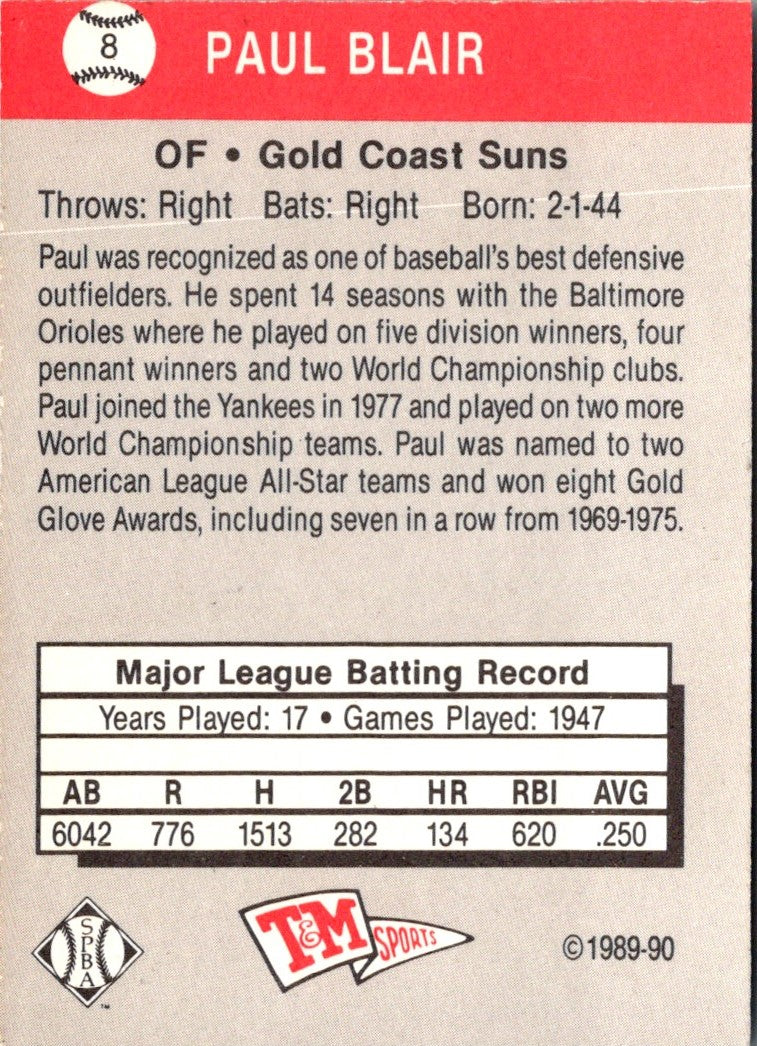 8
PAUL BLAIR
OF • Gold Coast Suns
Throws: Right Bats: Right Born: 2-1-44
Paul was recognized as one of baseball's best defensive
outfielders. He spent 14 seasons with the Baltimore
Orioles where he played on five division winners, four
pennant winners and two World Championship clubs.
Paul joined the Yankees in 1977 and played on two more
World Championship teams. Paul was named to two
American League All-Star teams and won eight Gold
Glove Awards, including seven in a row from 1969-1975.
Major League Batting Record
Years Played: 17 • Games Played: 1947
AB R H 2B HR RBI AVG
6042 776 1513 282 134 620 .250
SPBA
™
T&M
SPORTS
©1989-90